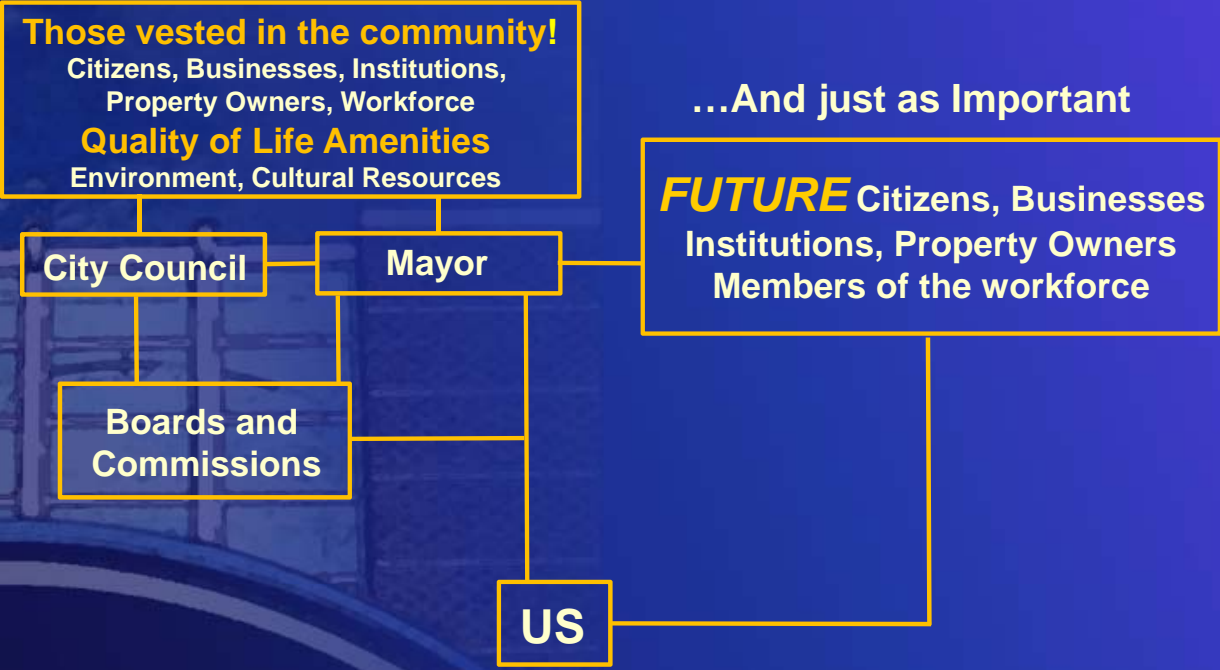 Those vested in the community!
Citizens, Businesses, Institutions,
Property Owners, Workforce
Quality of Life Amenities
Environment, Cultural Resources
…And just as Important
FUTURE Citizens, Businesses
Institutions, Property Owners
Members of the workforce
City Council
Mayor
Boards and
Commissions
US